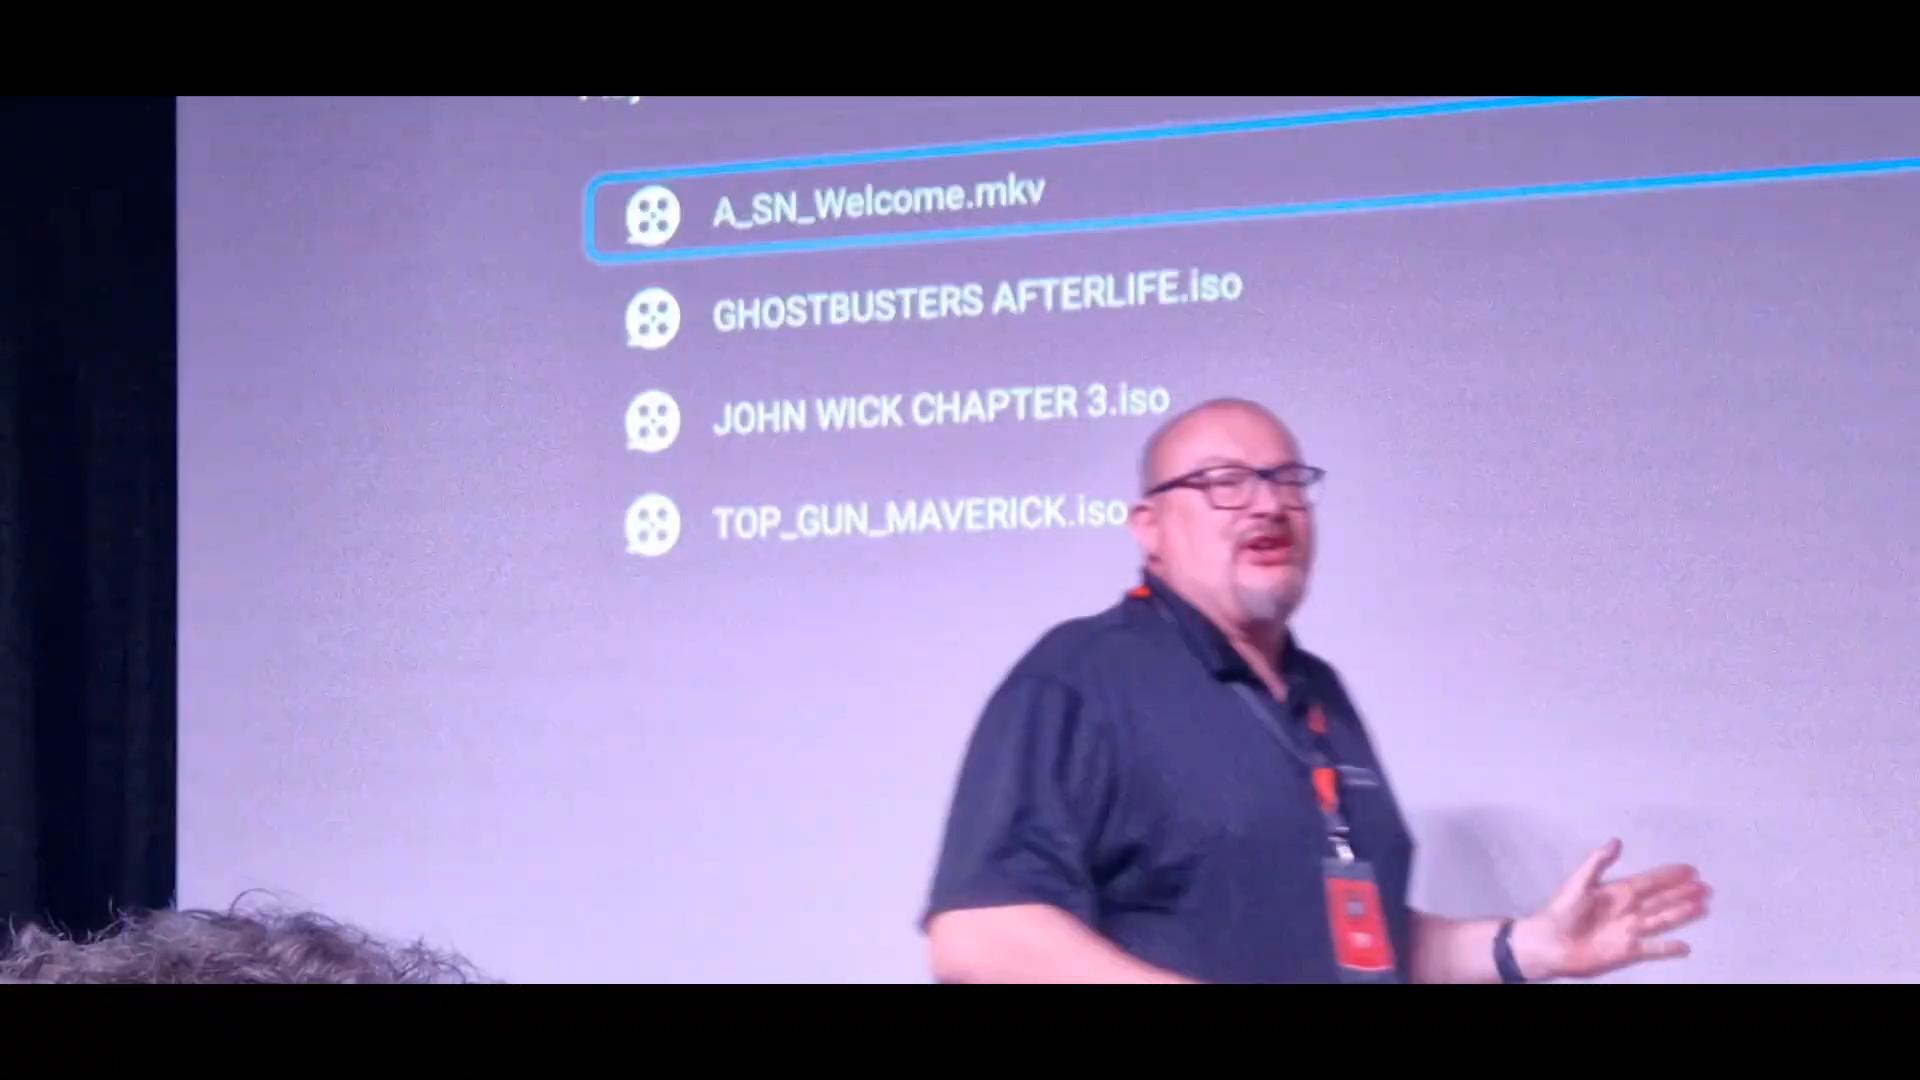 A_SN_Welcome.mkv
GHOSTBUSTERS AFTERLIFE.iso
JOHN WICK CHAPTER 3.iso
TOP_GUN_MAVERICK.iso